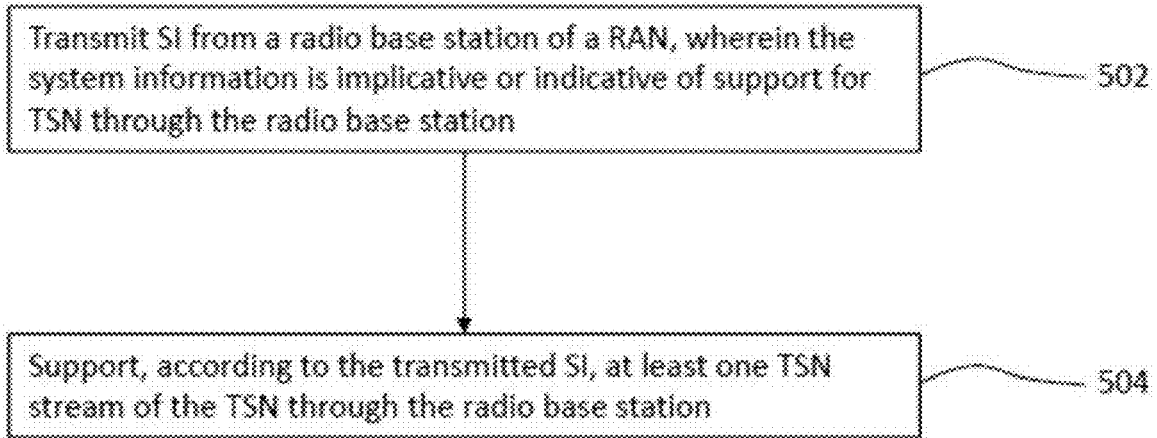 Transmit SI from a radio base station of a RAN, wherein the
system information is implicative or indicative of support for
TSN through the radio base station
502
Support, according to the transmitted SI, at least one TSN
stream of the TSN through the radio base station
504